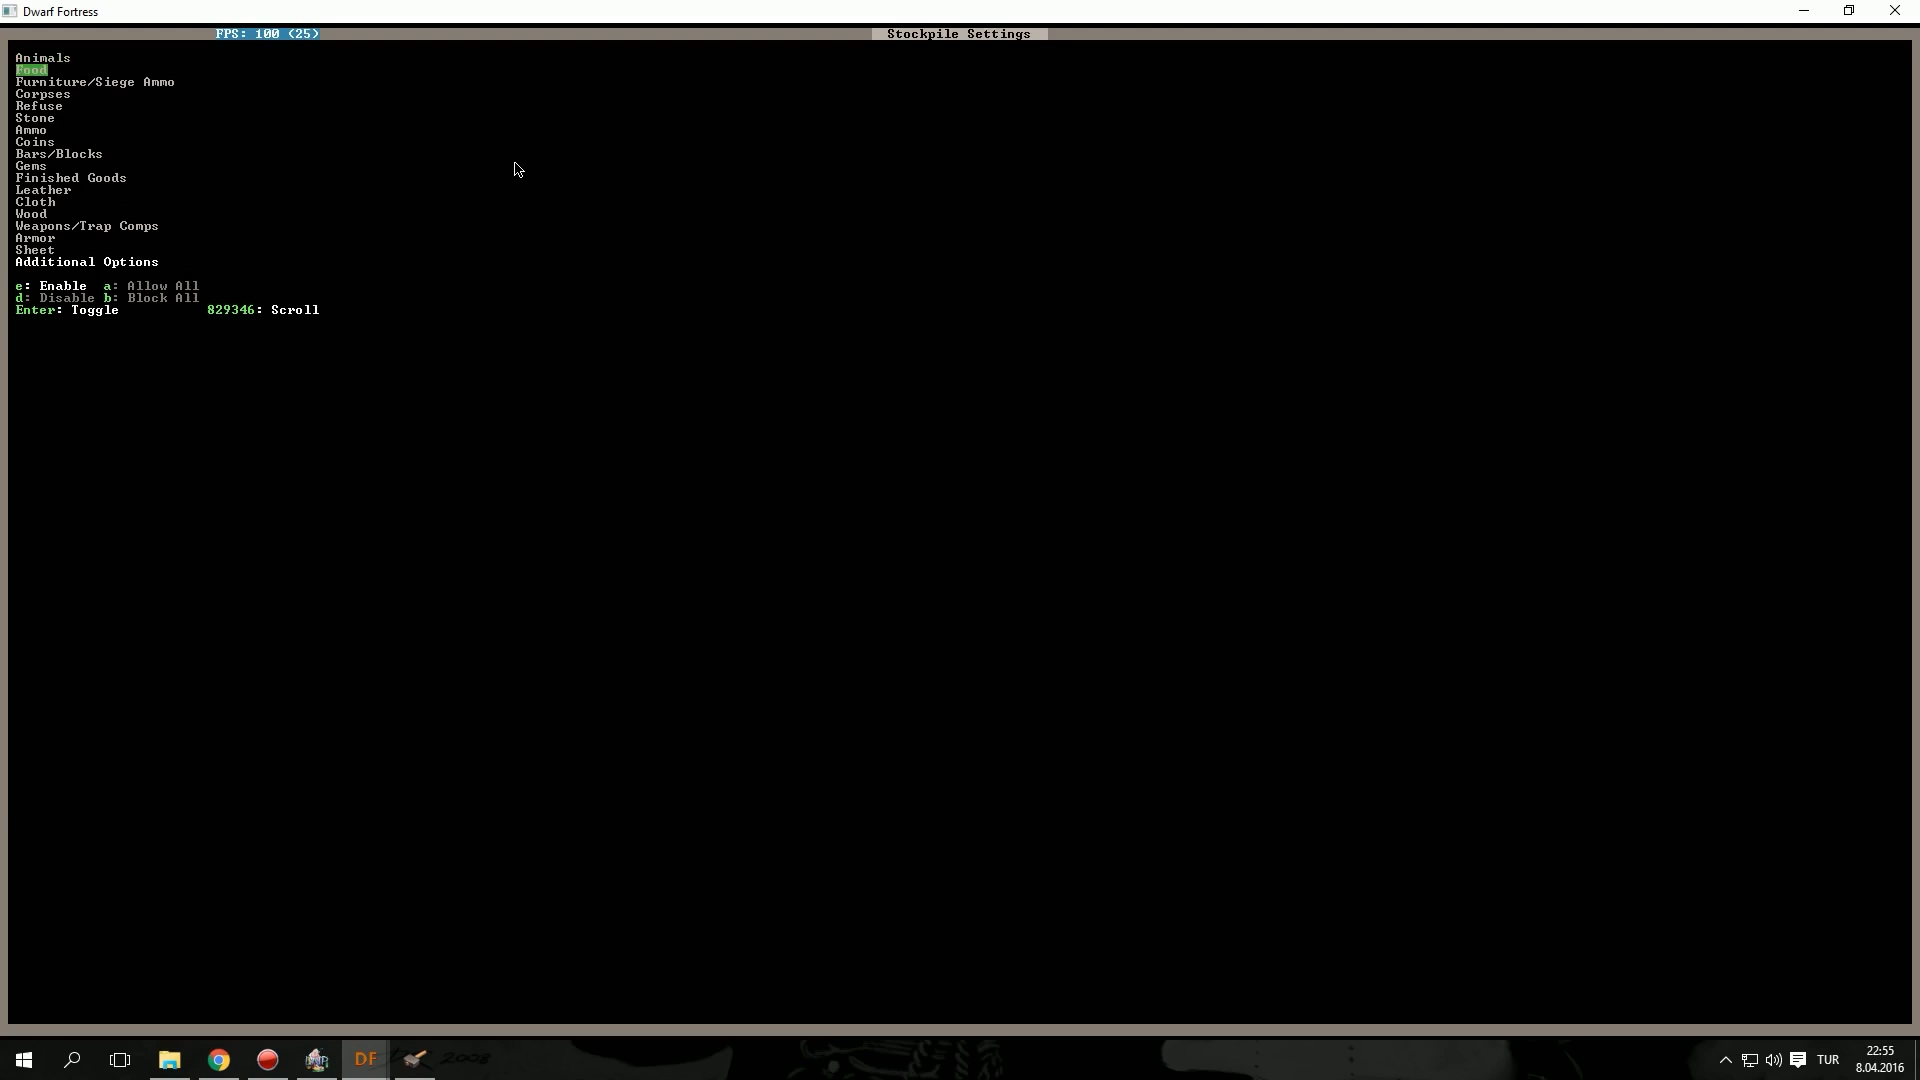 Dwarf Fortress
FPS: 100 (25)
Stockpile Settings
Animals
Food
Furniture/Siege Ammo
Corpses
Refuse
Stone
Ammo
Coins
Bars/Blocks
Gems
Finished Goods
Leather
Cloth
Wood
Weapons/Trap Comps
Armor
Sheet
Additional Options
e: Enable a: Allow All
d: Disable b: Block All
Enter: Toggle 829346: Scroll
DF
2008
TUR
22:55
8.04.2016